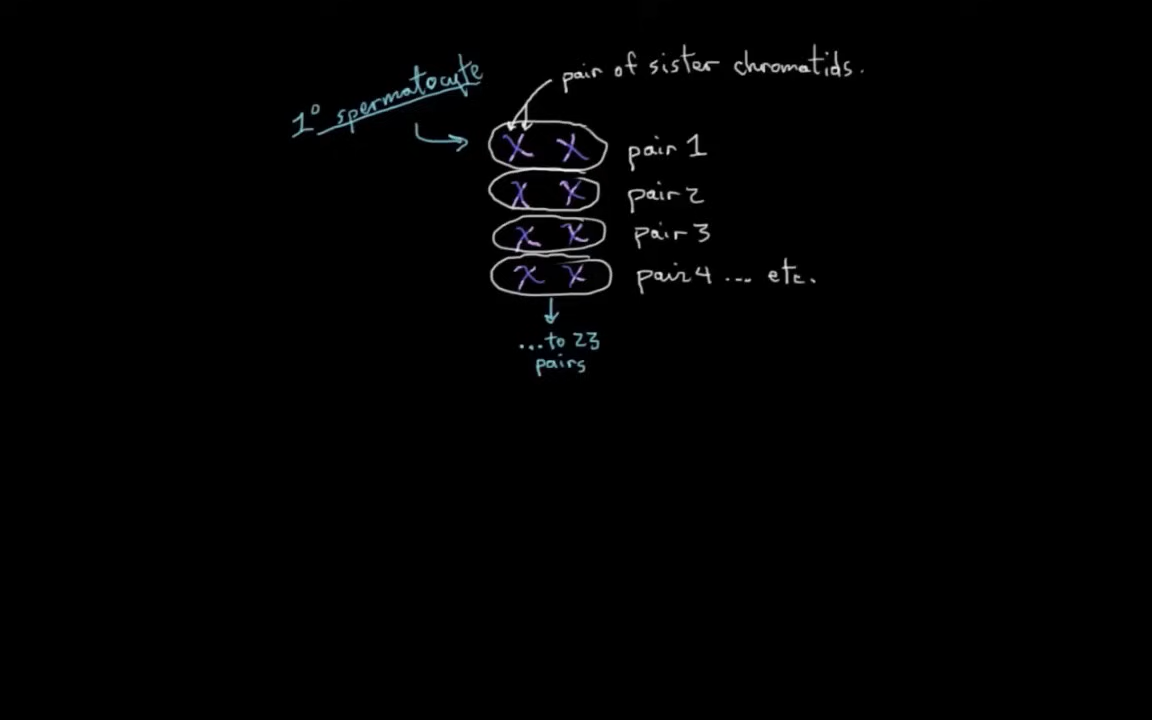 pair of sister chromatids.
1° spermatocyte
X X pair 1
X X pair 2
X X pair 3
X X pair 4 ... etc.
...to 23
pairs